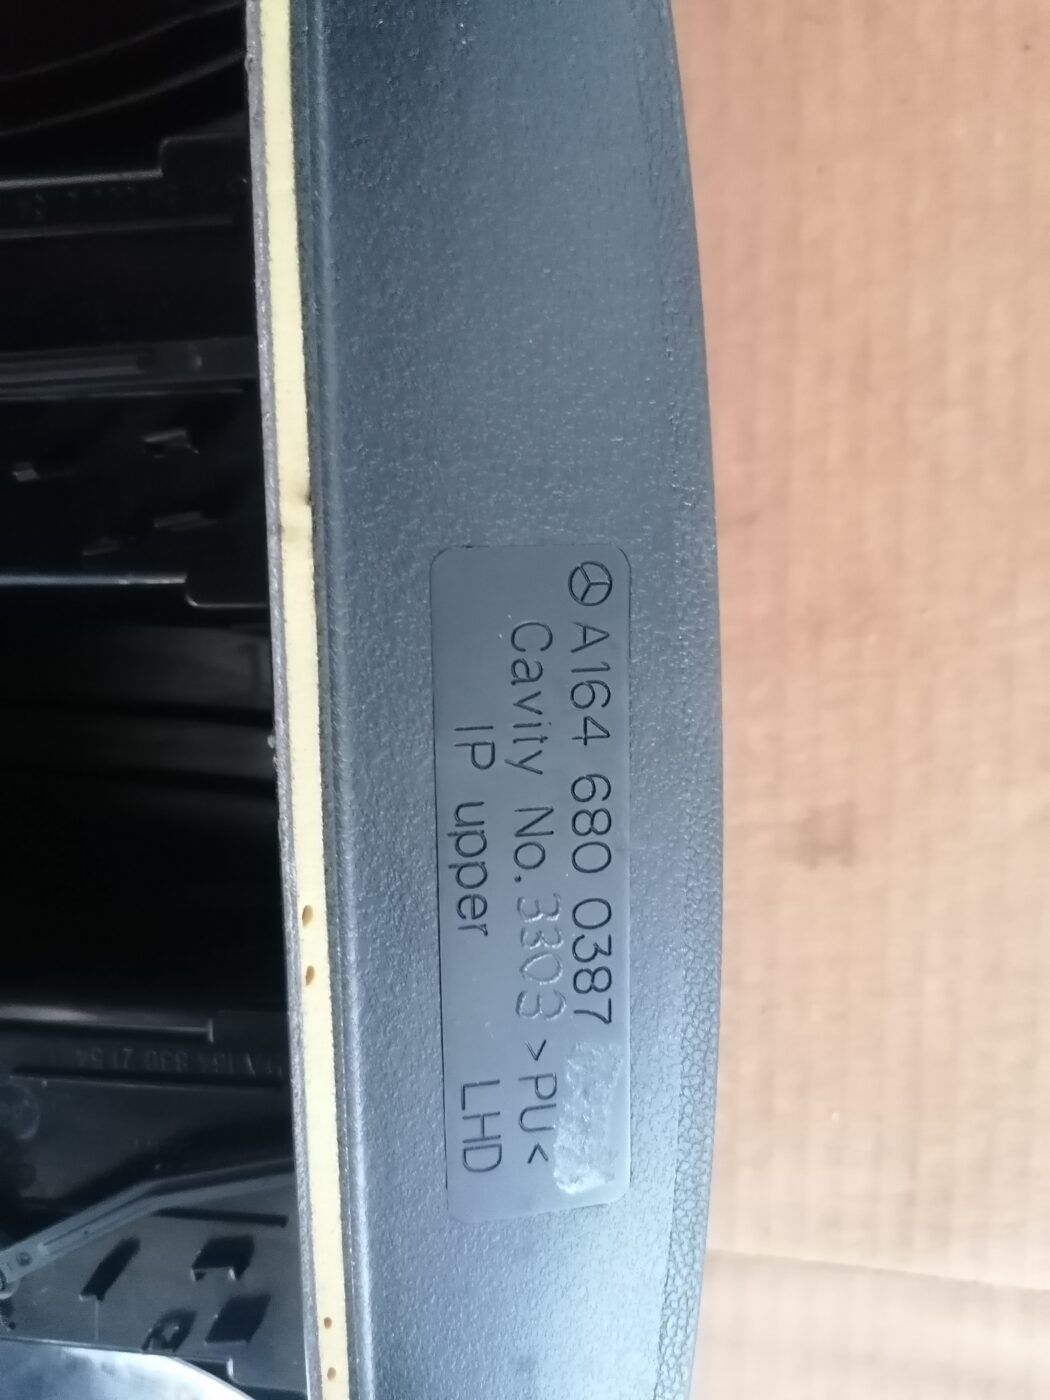 A164 680 0387
Cavity No. 3303 >PU<
IP upper LHD